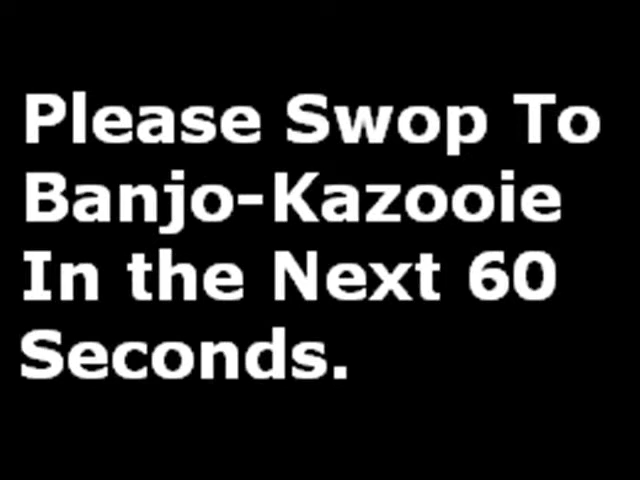 Please Swop To
Banjo-Kazooie
In the Next 60
Seconds.